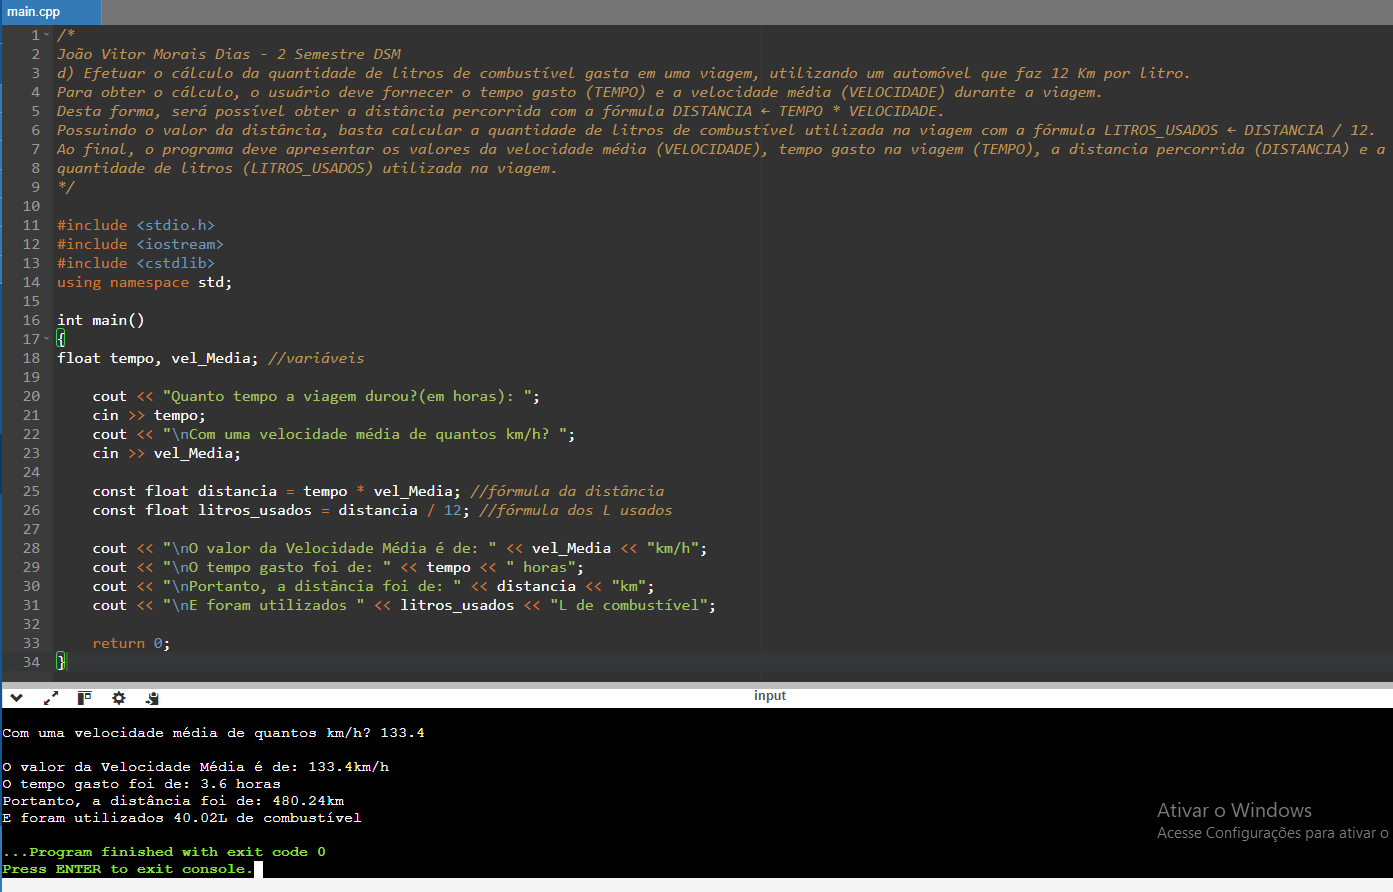 main.cpp
1 /*
2 João Vitor Morais Dias - 2 Semestre DSM
3 d) Efetuar o cálculo da quantidade de litros de combustível gasta em uma viagem, utilizando um automóvel que faz 12 Km por litro.
4 Para obter o cálculo, o usuário deve fornecer o tempo gasto (TEMPO) e a velocidade média (VELOCIDADE) durante a viagem.
5 Desta forma, será possível obter a distância percorrida com a fórmula DISTANCIA ← TEMPO * VELOCIDADE.
6 Possuindo o valor da distância, basta calcular a quantidade de litros de combustível utilizada na viagem com a fórmula LITROS_USADOS ← DISTANCIA / 12.
7 Ao final, o programa deve apresentar os valores da velocidade média (VELOCIDADE), tempo gasto na viagem (TEMPO), a distancia percorrida (DISTANCIA) e a
8 quantidade de litros (LITROS_USADOS) utilizada na viagem.
9 */
10
11 #include <stdio.h>
12 #include <iostream>
13 #include <cstdlib>
14 using namespace std;
15
16 int main()
17 {
18 float tempo, vel_Media; //variáveis
19
20 cout << "Quanto tempo a viagem durou?(em horas): ";
21 cin >> tempo;
22 cout << "\nCom uma velocidade média de quantos km/h? ";
23 cin >> vel_Media;
24
25 const float distancia = tempo * vel_Media; //fórmula da distância
26 const float litros_usados = distancia / 12; //fórmula dos L usados
27
28 cout << "\nO valor da Velocidade Média é de: " << vel_Media << "km/h";
29 cout << "\nO tempo gasto foi de: " << tempo << " horas";
30 cout << "\nPortanto, a distância foi de: " << distancia << "km";
31 cout << "\nE foram utilizados " << litros_usados << "L de combustível";
32
33 return 0;
34 }
input
Com uma velocidade média de quantos km/h? 133.4
O valor da Velocidade Média é de: 133.4km/h
O tempo gasto foi de: 3.6 horas
Portanto, a distância foi de: 480.24km
E foram utilizados 40.02L de combustível
Ativar o Windows
Acesse Configurações para ativar o
...Program finished with exit code 0
Press ENTER to exit console.